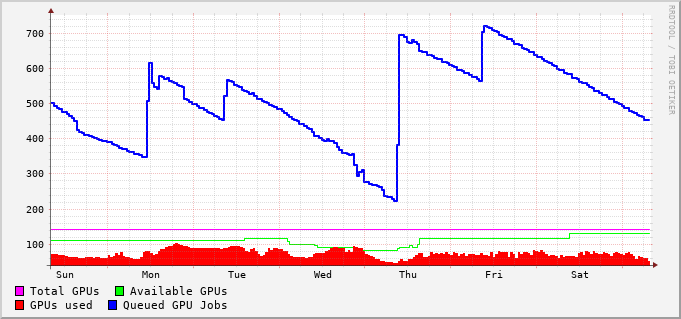 700
600
500
400
300
200
100
Sun Mon Tue Wed Thu Fri Sat
Total GPUs Available GPUs
GPUs used Queued GPU Jobs
RRDTOOL / TOBI OETIKER